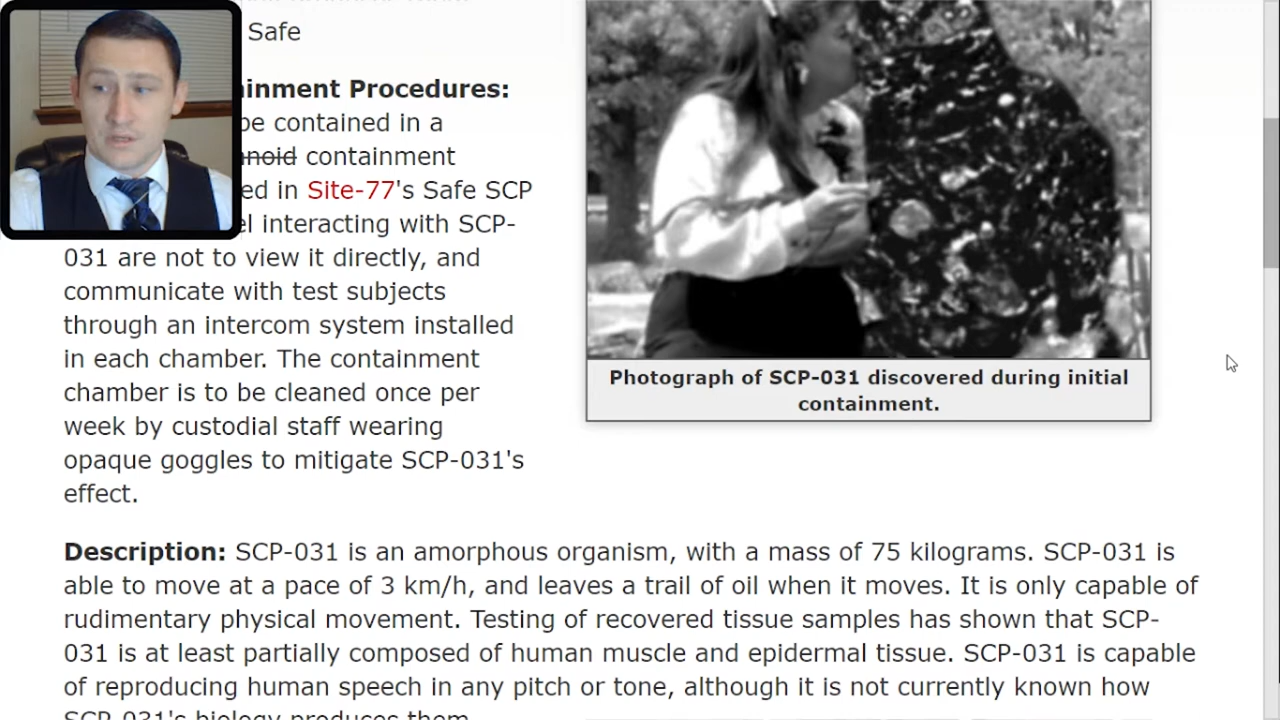 Safe
inment Procedures:
be contained in a
noid containment
ed in Site-77's Safe SCP
el interacting with SCP-
031 are not to view it directly, and
communicate with test subjects
through an intercom system installed
in each chamber. The containment
chamber is to be cleaned once per
week by custodial staff wearing
opaque goggles to mitigate SCP-031's
effect.
Photograph of SCP-031 discovered during initial
containment.
Description: SCP-031 is an amorphous organism, with a mass of 75 kilograms. SCP-031 is
able to move at a pace of 3 km/h, and leaves a trail of oil when it moves. It is only capable of
rudimentary physical movement. Testing of recovered tissue samples has shown that SCP-
031 is at least partially composed of human muscle and epidermal tissue. SCP-031 is capable
of reproducing human speech in any pitch or tone, although it is not currently known how
SCP-031's biology produces them